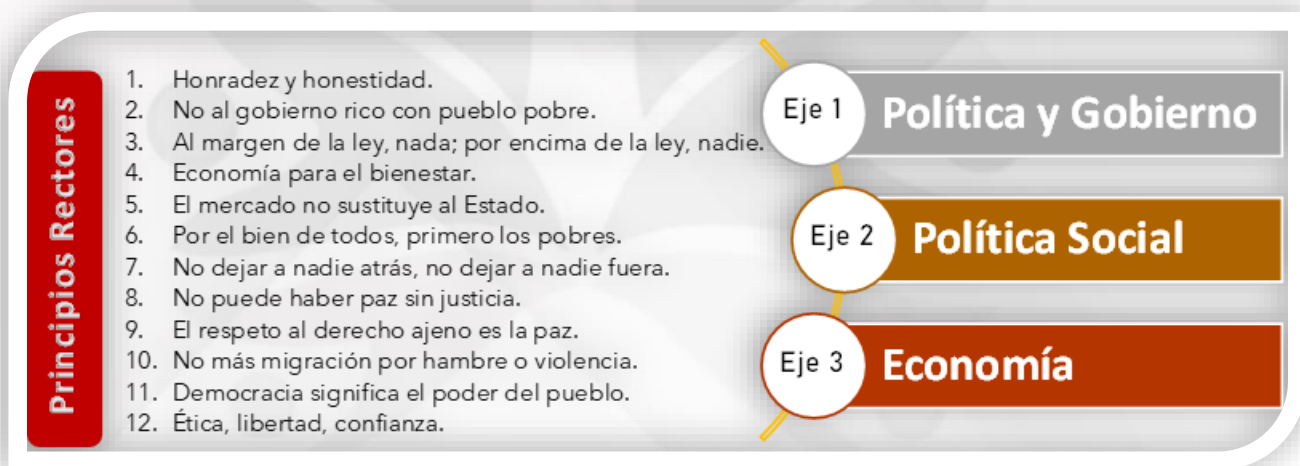 Principios Rectores
1. Honradez y honestidad.
2. No al gobierno rico con pueblo pobre.
3. Al margen de la ley, nada; por encima de la ley, nadie.
4. Economía para el bienestar.
5. El mercado no sustituye al Estado.
6. Por el bien de todos, primero los pobres.
7. No dejar a nadie atrás, no dejar a nadie fuera.
8. No puede haber paz sin justicia.
9. El respeto al derecho ajeno es la paz.
10. No más migración por hambre o violencia.
11. Democracia significa el poder del pueblo.
12. Ética, libertad, confianza.
Eje 1 Política y Gobierno
Eje 2 Política Social
Eje 3 Economía